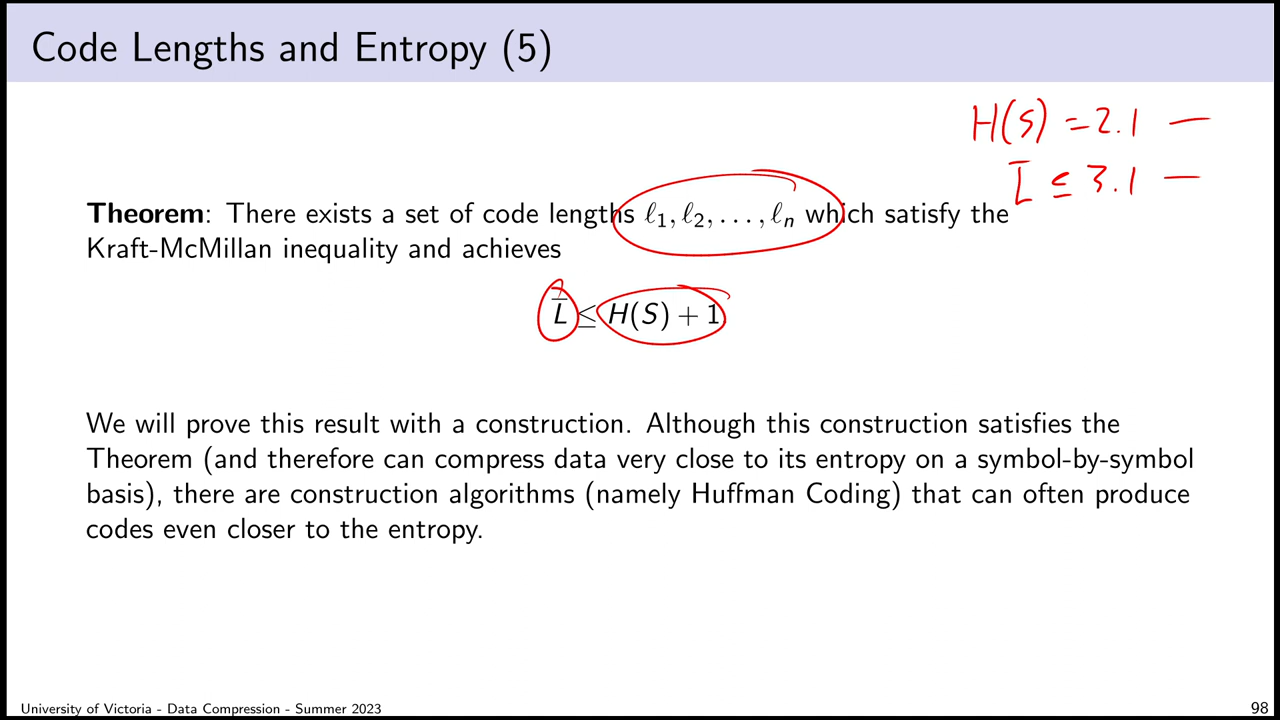 Code Lengths and Entropy (5)
H(S) = 2.1 —
L̄ ≤ 3.1 —
Theorem: There exists a set of code lengths ℓ₁, ℓ₂, . . . , ℓₙ which satisfy the
Kraft-McMillan inequality and achieves
L̄ ≤ H(S) + 1
We will prove this result with a construction. Although this construction satisfies the
Theorem (and therefore can compress data very close to its entropy on a symbol-by-symbol
basis), there are construction algorithms (namely Huffman Coding) that can often produce
codes even closer to the entropy.
University of Victoria - Data Compression - Summer 2023
98